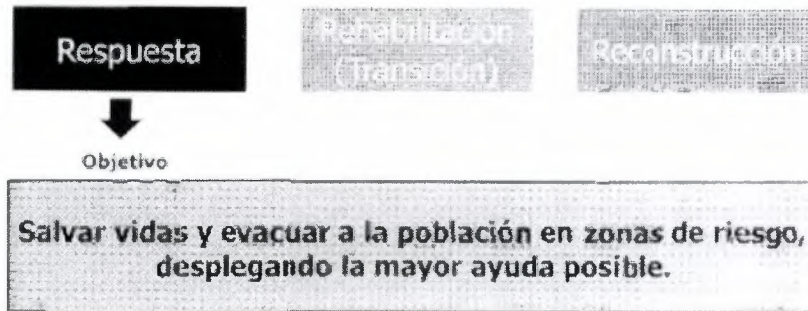 Respuesta
Rehabilitación
(Transición)
Reconstrucción
Objetivo
Salvar vidas y evacuar a la población en zonas de riesgo,
desplegando la mayor ayuda posible.